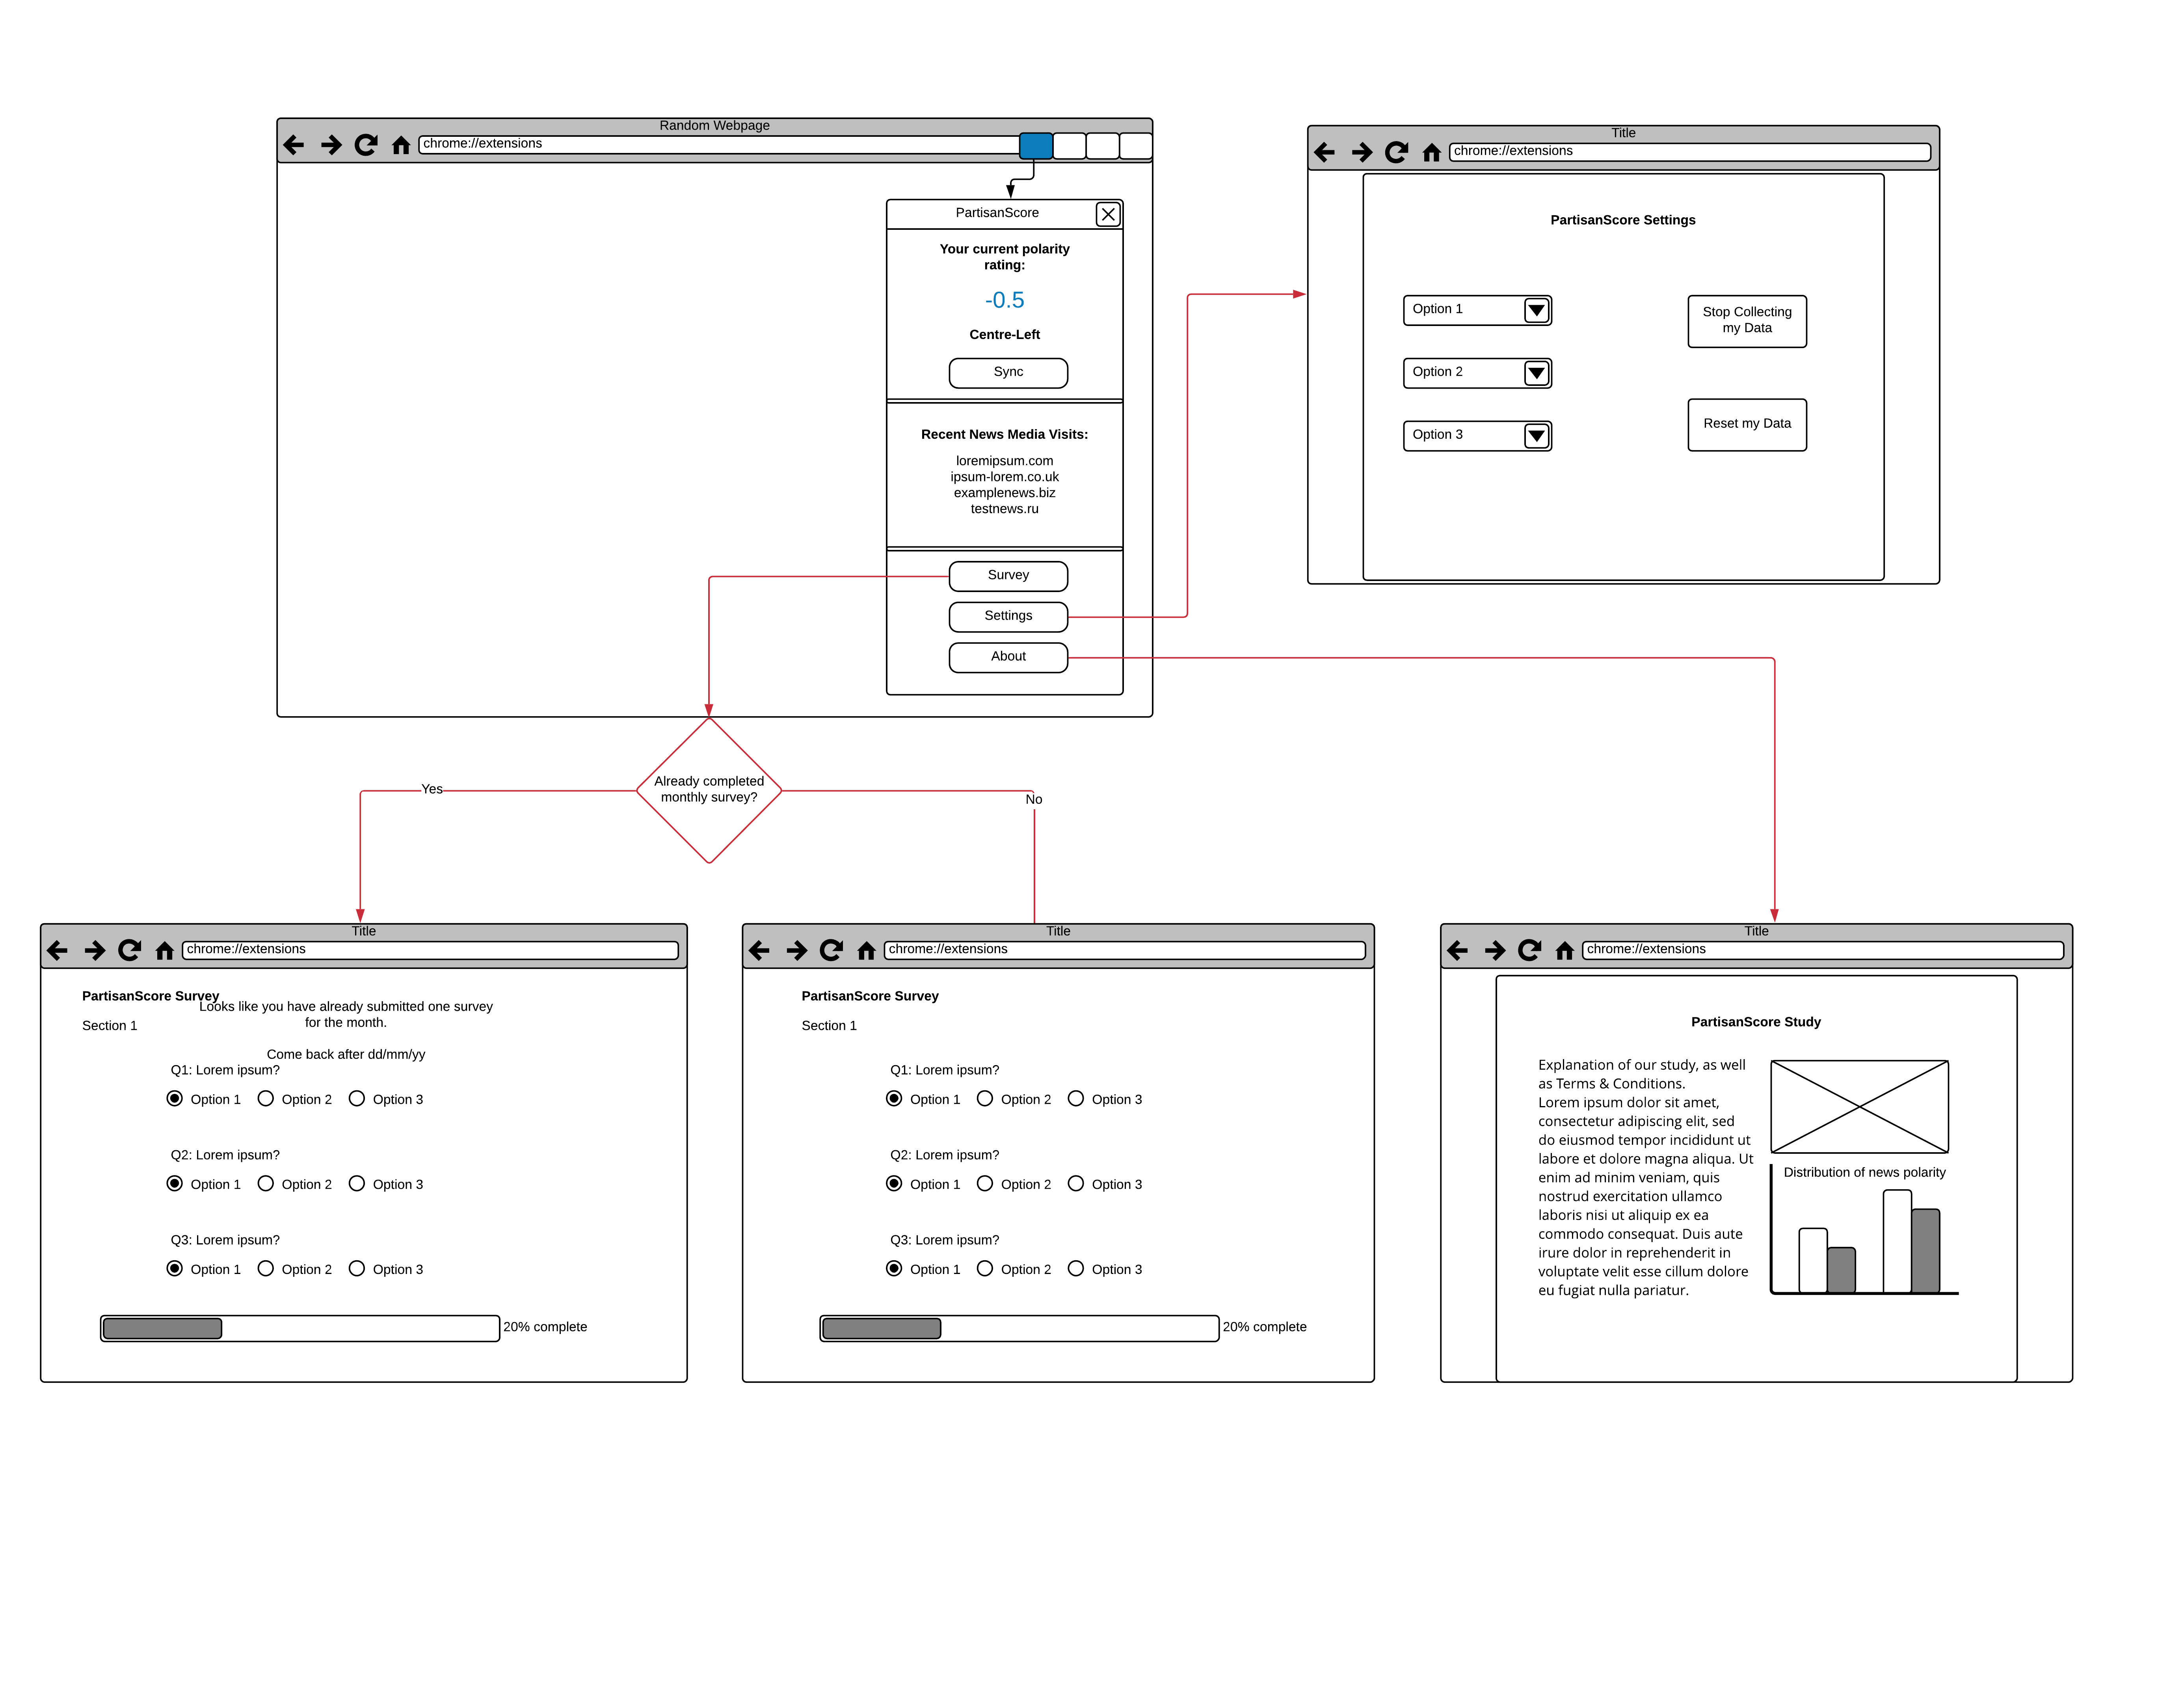 Random Webpage
chrome://extensions
PartisanScore
Your current polarity
rating:
-0.5
Centre-Left
Sync
Recent News Media Visits:
loremipsum.com
ipsum-lorem.co.uk
examplenews.biz
testnews.ru
Survey
Settings
About
Title
chrome://extensions
PartisanScore Settings
Option 1
Option 2
Option 3
Stop Collecting
my Data
Reset my Data
Already completed
monthly survey?
Yes
No
Title
chrome://extensions
PartisanScore Survey
Looks like you have already submitted one survey
for the month.
Section 1
Come back after dd/mm/yy
Q1: Lorem ipsum?
Option 1 Option 2 Option 3
Q2: Lorem ipsum?
Option 1 Option 2 Option 3
Q3: Lorem ipsum?
Option 1 Option 2 Option 3
20% complete
Title
chrome://extensions
PartisanScore Survey
Section 1
Q1: Lorem ipsum?
Option 1 Option 2 Option 3
Q2: Lorem ipsum?
Option 1 Option 2 Option 3
Q3: Lorem ipsum?
Option 1 Option 2 Option 3
20% complete
Title
chrome://extensions
PartisanScore Study
Explanation of our study, as well
as Terms & Conditions.
Lorem ipsum dolor sit amet,
consectetur adipiscing elit, sed
do eiusmod tempor incididunt ut
labore et dolore magna aliqua. Ut
enim ad minim veniam, quis
nostrud exercitation ullamco
laboris nisi ut aliquip ex ea
commodo consequat. Duis aute
irure dolor in reprehenderit in
voluptate velit esse cillum dolore
eu fugiat nulla pariatur.
Distribution of news polarity